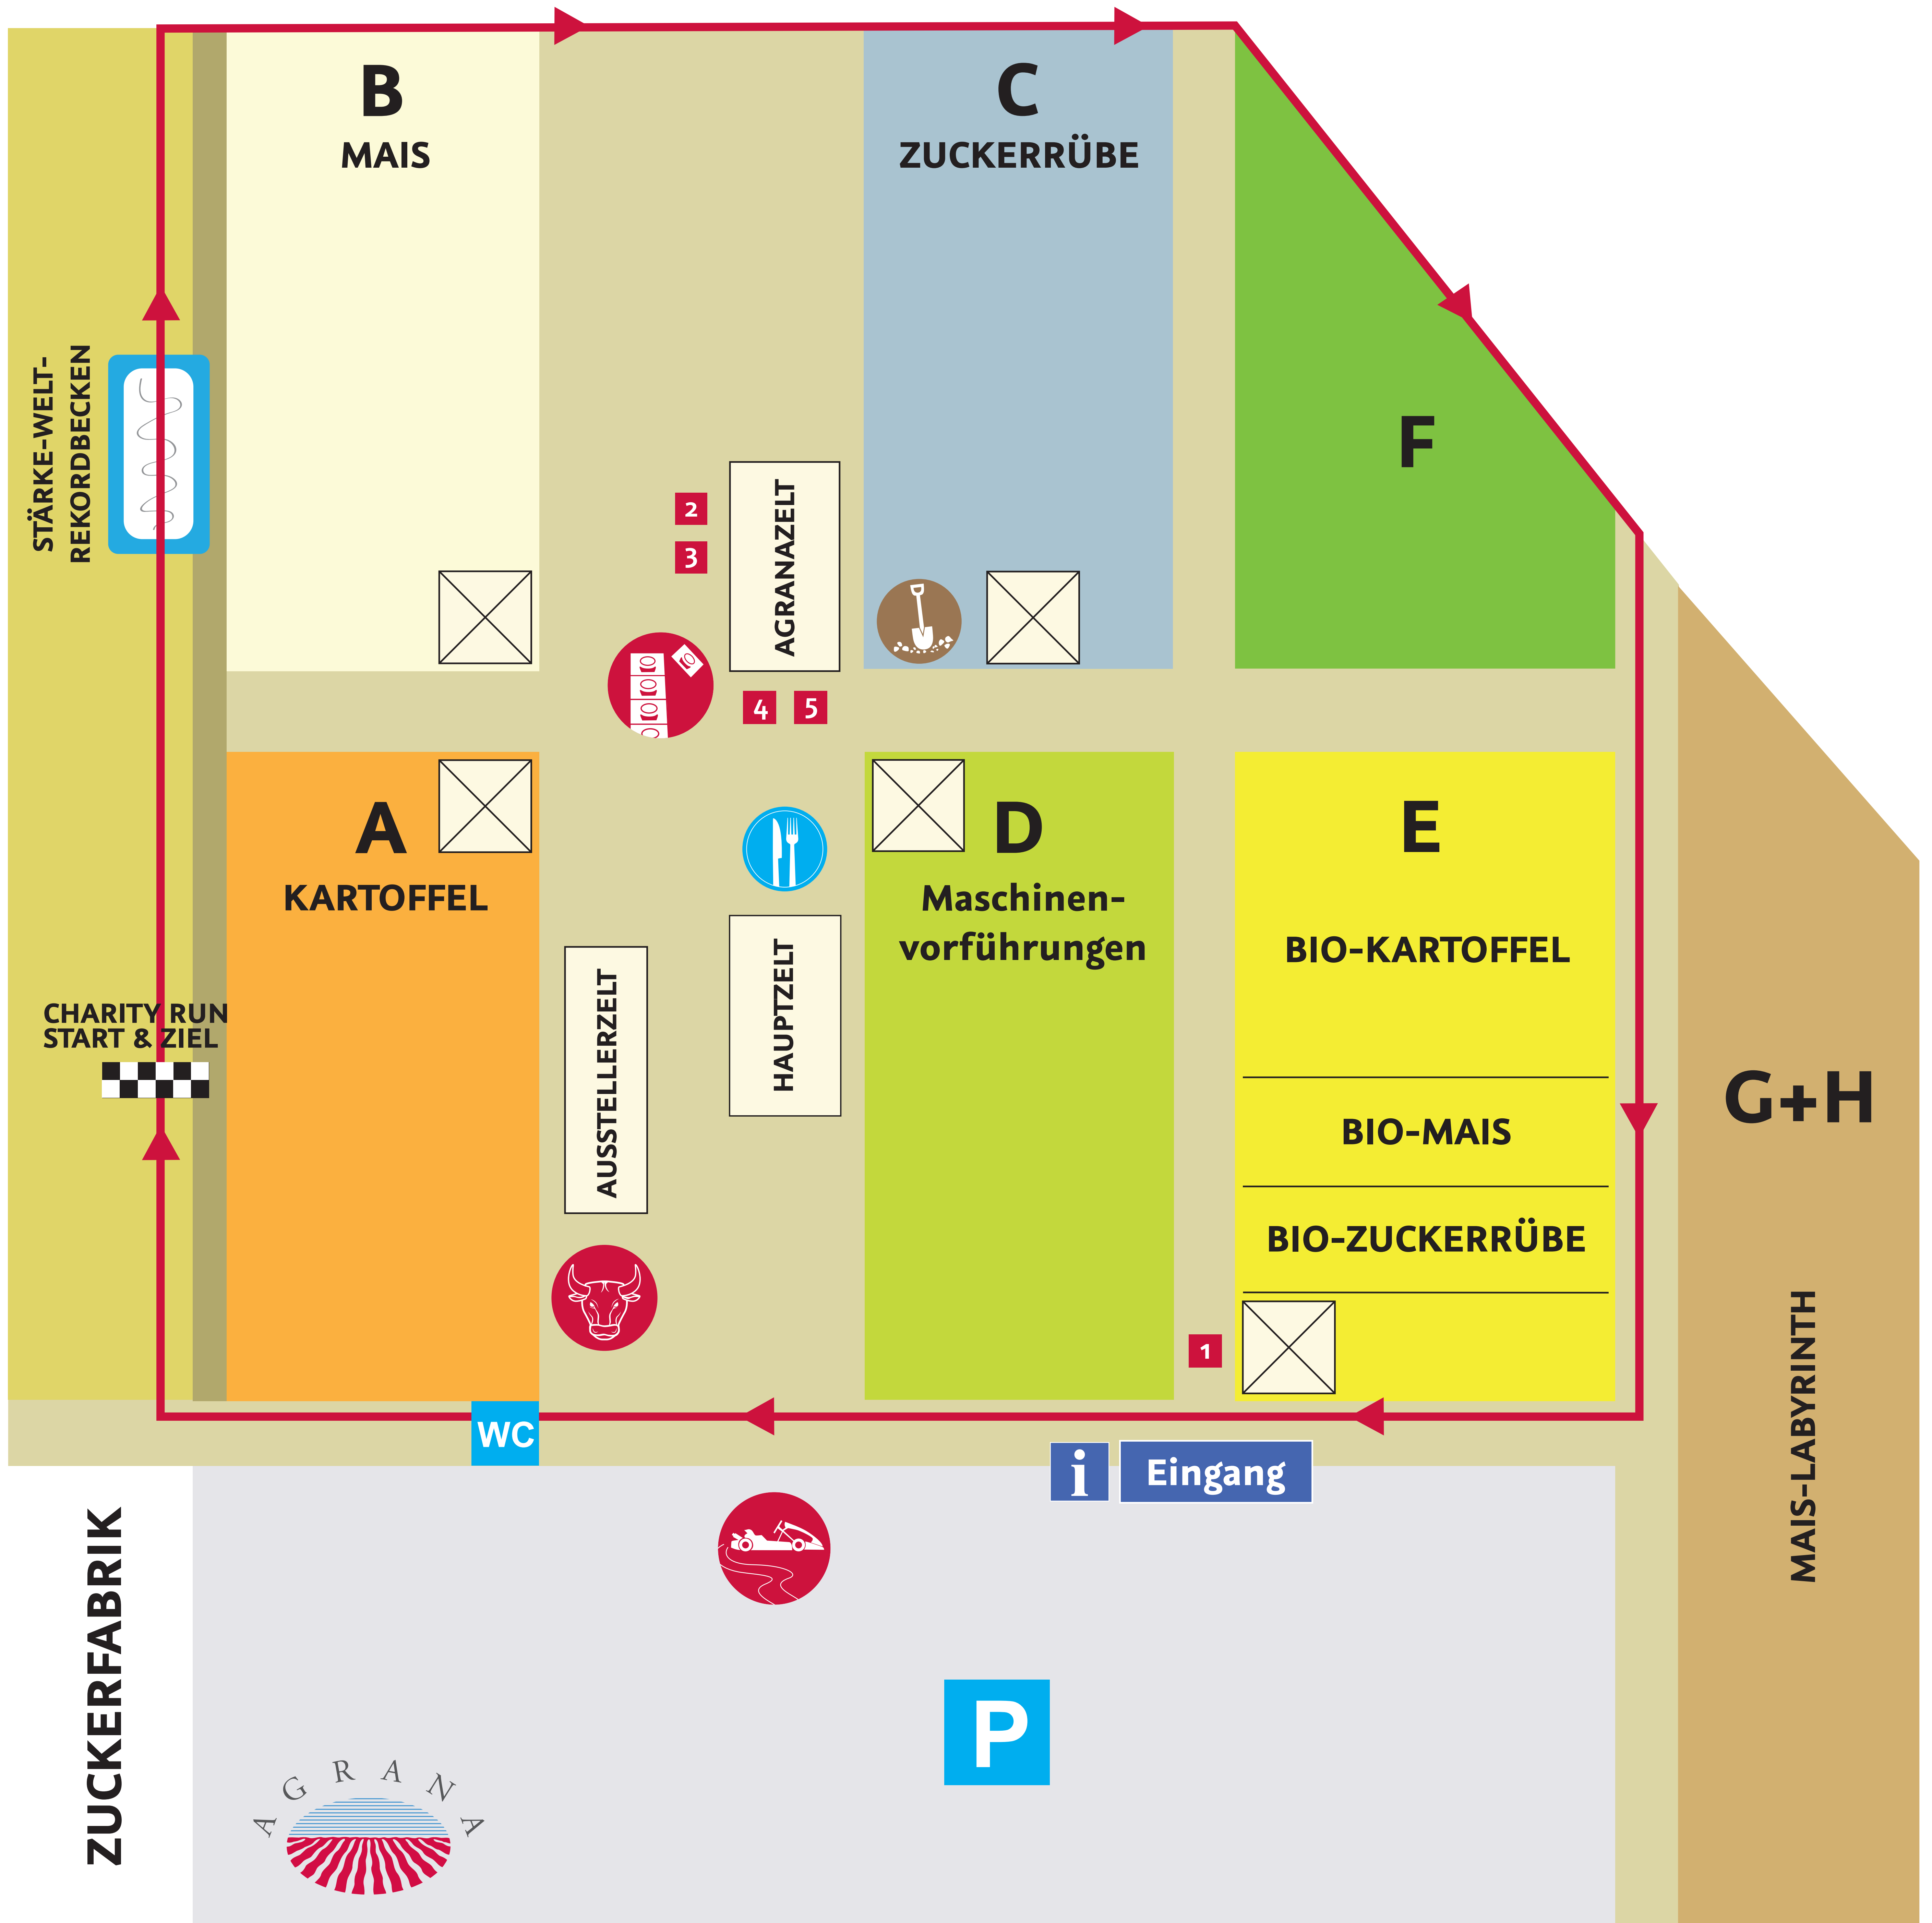 B
MAIS
C
ZUCKERRÜBE
F
STÄRKE-WELT-
REKORDBECKEN
2
3
AGRANAZELT
4
5
A
KARTOFFEL
D
Maschinen-
vorführungen
E
BIO-KARTOFFEL
BIO-MAIS
BIO-ZUCKERRÜBE
CHARITY RUN
START & ZIEL
AUSSTELLERZELT
HAUPTZELT
G+H
MAIS-LABYRINTH
1
WC
i
Eingang
ZUCKERFABRIK
P
AGRANA